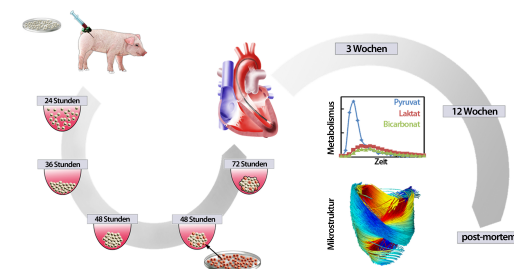 24 Stunden
36 Stunden
48 Stunden
48 Stunden
72 Stunden
3 Wochen
12 Wochen
post-mortem
Metabolismus
Pyruvat
Laktat
Bicarbonat
Zeit
Mikrostruktur